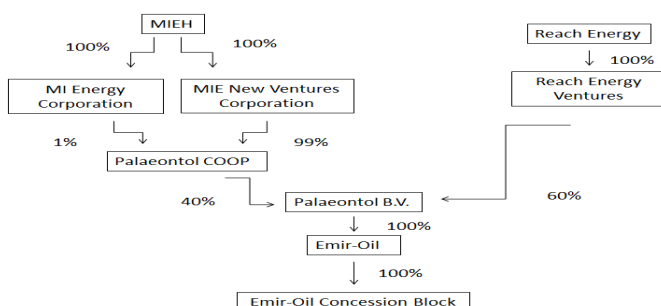 MIEH
Reach Energy
100%
100%
100%
MI Energy
Corporation
MIE New Ventures
Corporation
Reach Energy
Ventures
1%
99%
Palaeontol COOP
40%
60%
Palaeontol B.V.
100%
Emir-Oil
100%
Emir-Oil Concession Block